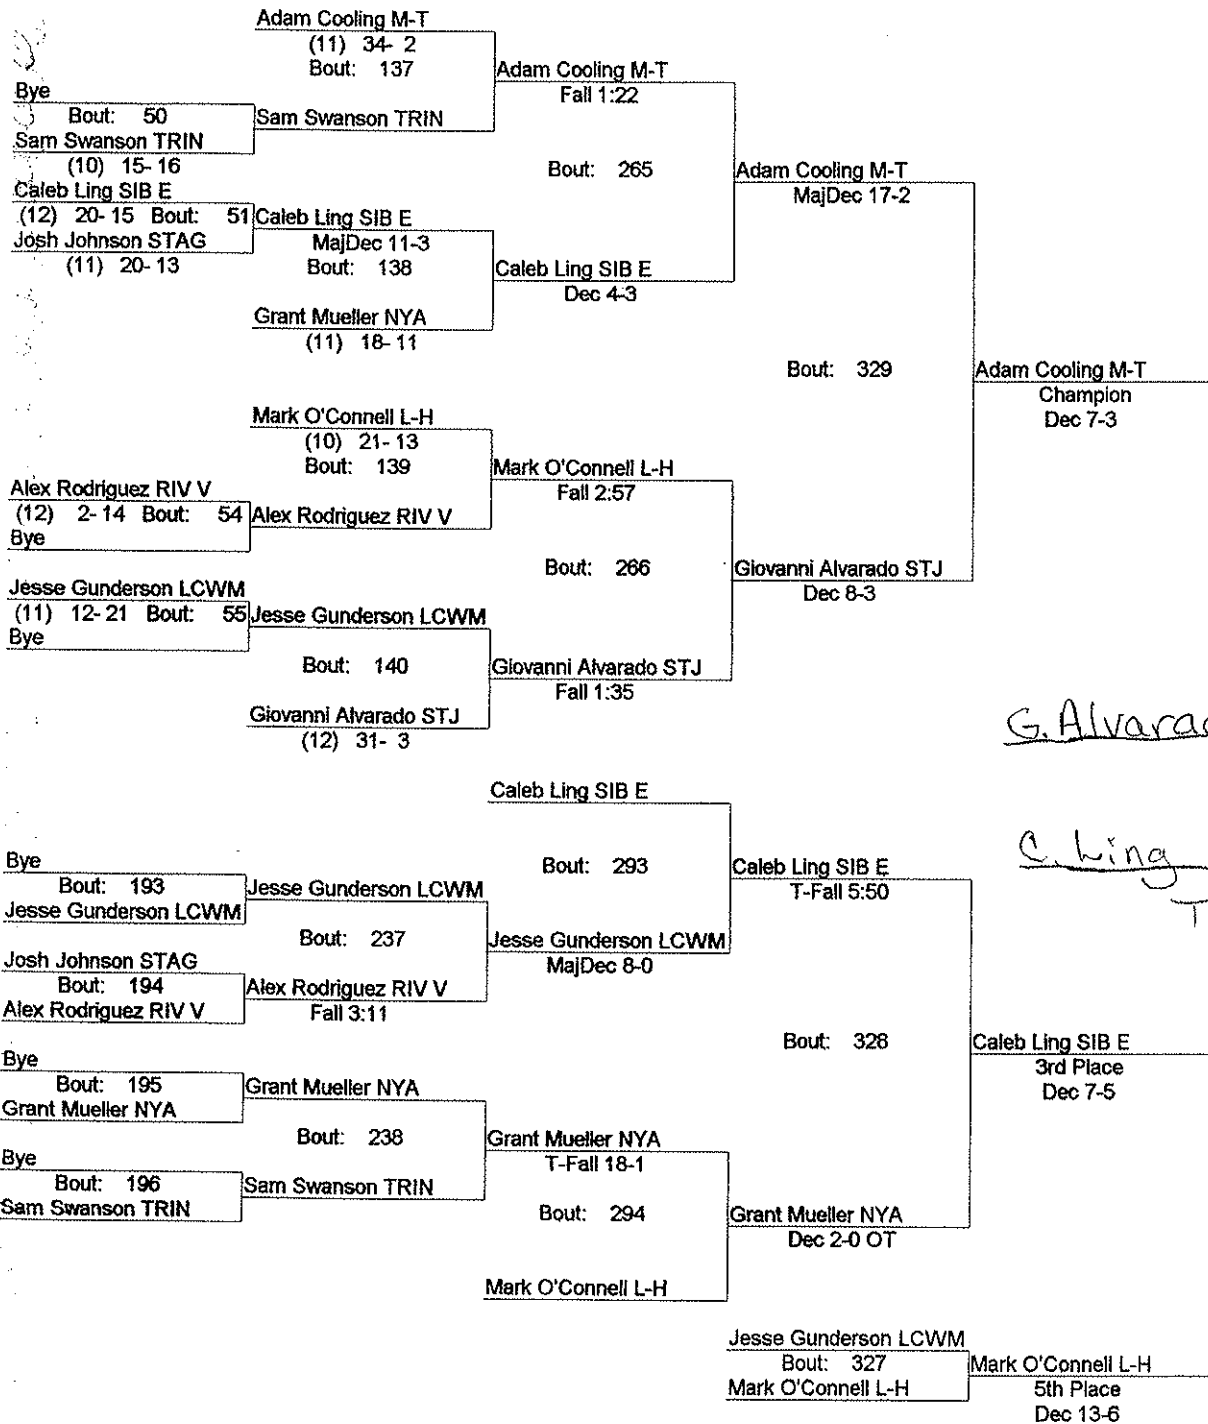 Adam Cooling M-T
(11) 34- 2
Bout: 137
Adam Cooling M-T
Fall 1:22
Bye
Bout: 50
Sam Swanson TRIN
Sam Swanson TRIN
(10) 15- 16
Bout: 265
Adam Cooling M-T
MajDec 17-2
Caleb Ling SIB E
(12) 20- 15 Bout: 51
Caleb Ling SIB E
Josh Johnson STAG
MajDec 11-3
(11) 20- 13
Bout: 138
Caleb Ling SIB E
Dec 4-3
Grant Mueller NYA
(11) 18- 11
Bout: 329
Adam Cooling M-T
Champion
Dec 7-3
Mark O'Connell L-H
(10) 21- 13
Bout: 139
Mark O'Connell L-H
Fall 2:57
Alex Rodriguez RIV V
(12) 2- 14 Bout: 54
Alex Rodriguez RIV V
Bye
Bout: 266
Giovanni Alvarado STJ
Dec 8-3
Jesse Gunderson LCWM
(11) 12- 21 Bout: 55
Jesse Gunderson LCWM
Bye
Bout: 140
Giovanni Alvarado STJ
Fall 1:35
Giovanni Alvarado STJ
(12) 31- 3
G. Alvarad
Caleb Ling SIB E
C. Ling
T
Bye
Bout: 193
Jesse Gunderson LCWM
Jesse Gunderson LCWM
Bout: 293
Caleb Ling SIB E
T-Fall 5:50
Bout: 237
Jesse Gunderson LCWM
MajDec 8-0
Josh Johnson STAG
Bout: 194
Alex Rodriguez RIV V
Alex Rodriguez RIV V
Fall 3:11
Bout: 328
Caleb Ling SIB E
3rd Place
Dec 7-5
Bye
Bout: 195
Grant Mueller NYA
Grant Mueller NYA
Bout: 238
Grant Mueller NYA
T-Fall 18-1
Bye
Bout: 196
Sam Swanson TRIN
Sam Swanson TRIN
Bout: 294
Grant Mueller NYA
Dec 2-0 OT
Mark O'Connell L-H
Jesse Gunderson LCWM
Bout: 327
Mark O'Connell L-H
Mark O'Connell L-H
5th Place
Dec 13-6